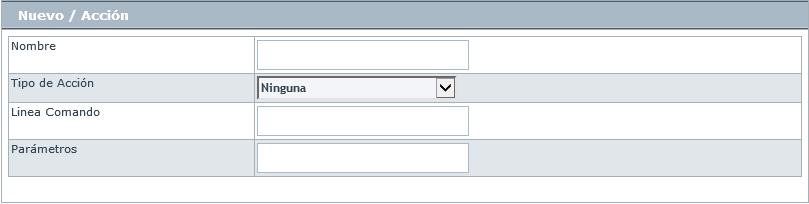 Nuevo / Acción
Nombre
Tipo de Acción
Ninguna
Linea Comando
Parámetros